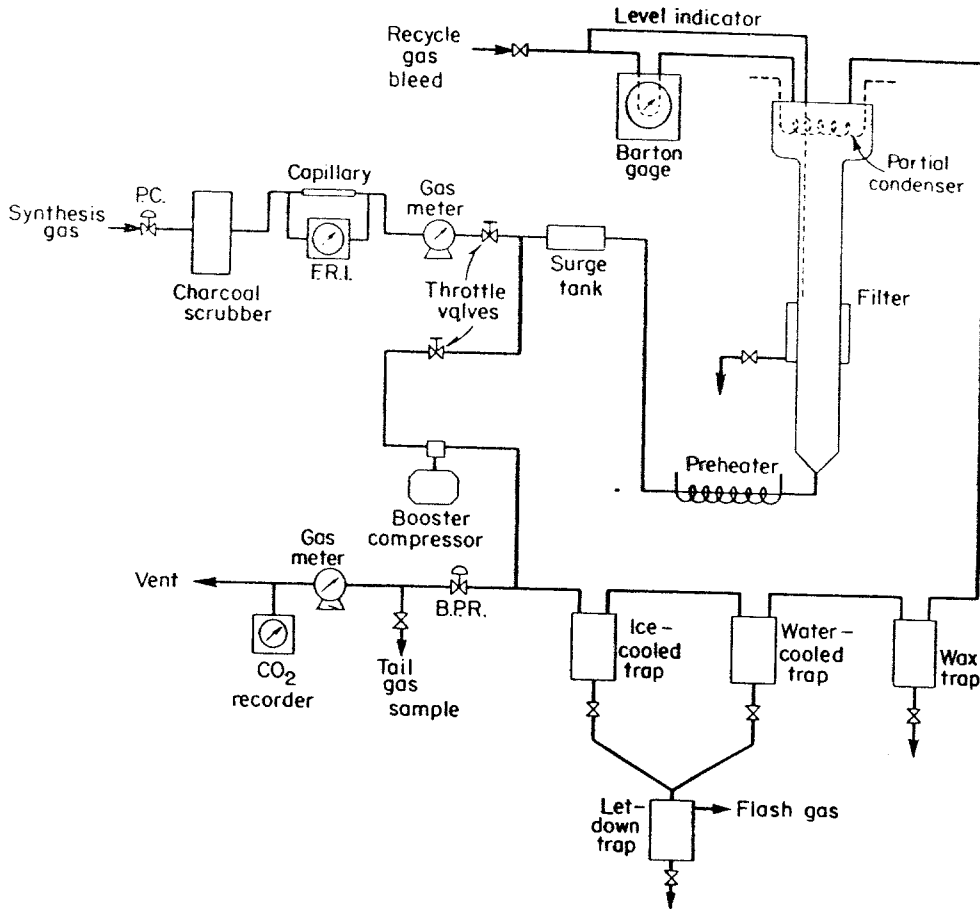 Level indicator
Recycle
gas
bleed
Barton
gage
Partial
condenser
P.C.
Capillary
Gas
meter
Synthesis
gas
F.R.I.
Charcoal
scrubber
Throttle
valves
Surge
tank
Filter
Preheater
Booster
compressor
Gas
meter
Vent
B.P.R.
CO2
recorder
Tail
gas
sample
Ice-
cooled
trap
Water-
cooled
trap
Wax
trap
Let-
down
trap
Flash gas